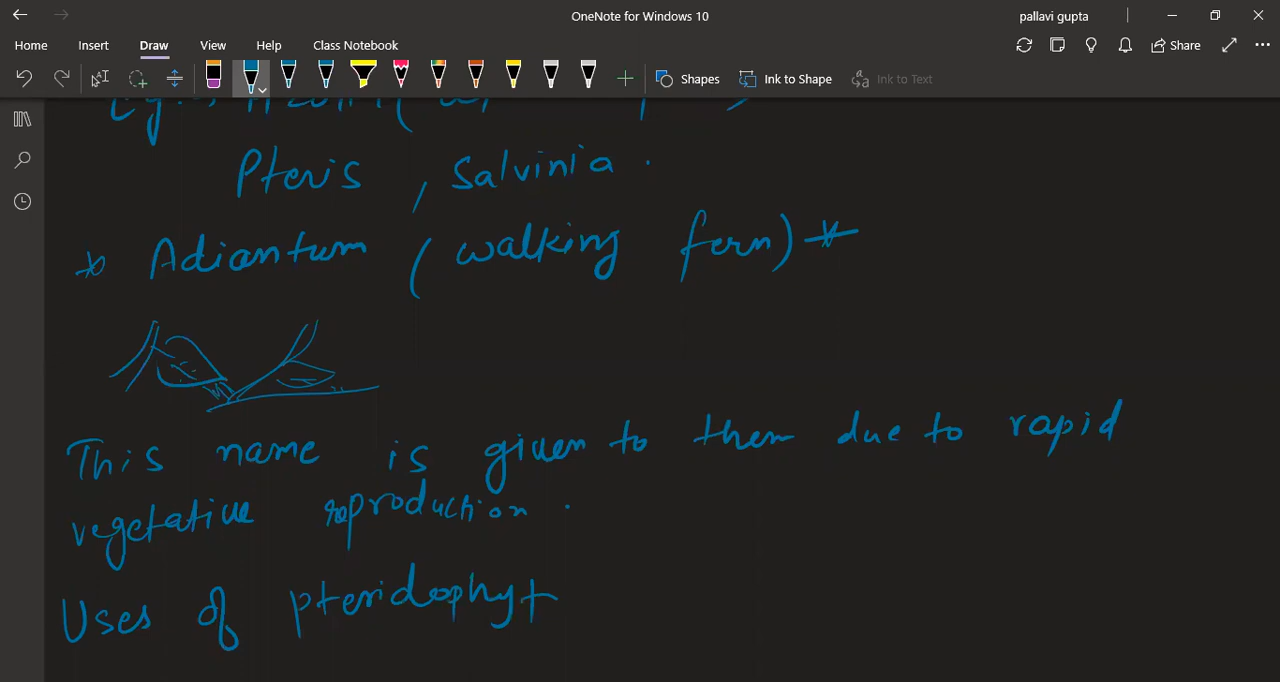 OneNote for Windows 10
pallavi gupta
Home Insert Draw View Help Class Notebook
Share
Shapes Ink to Shape Ink to Text
Pteris, Salvinia.
* Adiantum (walking fern) *
This name is given to them due to rapid
vegetative reproduction.
Uses of pteridophyt